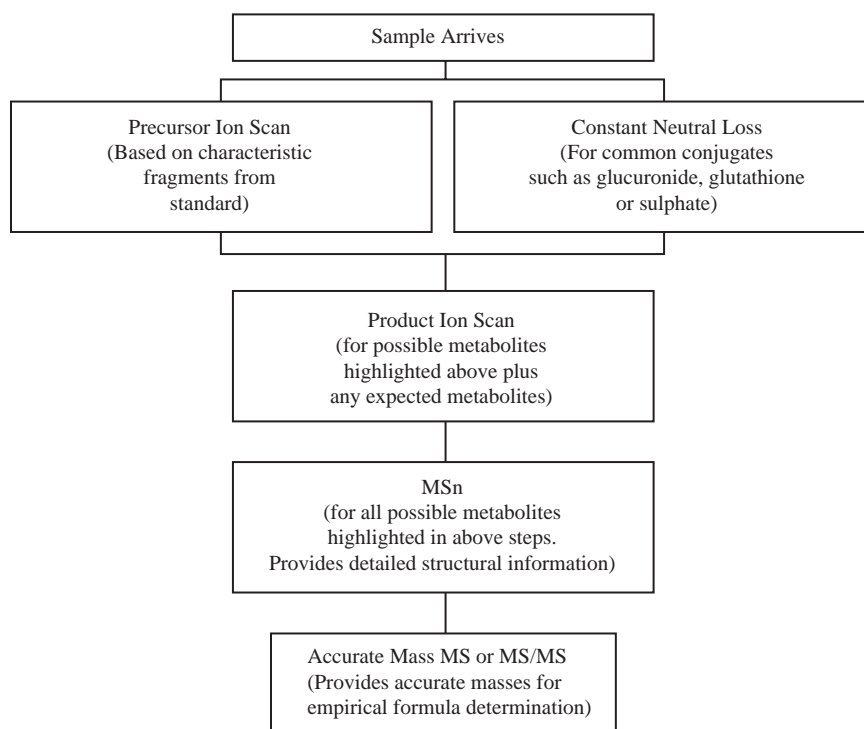 Sample Arrives
Precursor Ion Scan
(Based on characteristic
fragments from
standard)
Constant Neutral Loss
(For common conjugates
such as glucuronide, glutathione
or sulphate)
Product Ion Scan
(for possible metabolites
highlighted above plus
any expected metabolites)
MSn
(for all possible metabolites
highlighted in above steps.
Provides detailed structural information)
Accurate Mass MS or MS/MS
(Provides accurate masses for
empirical formula determination)